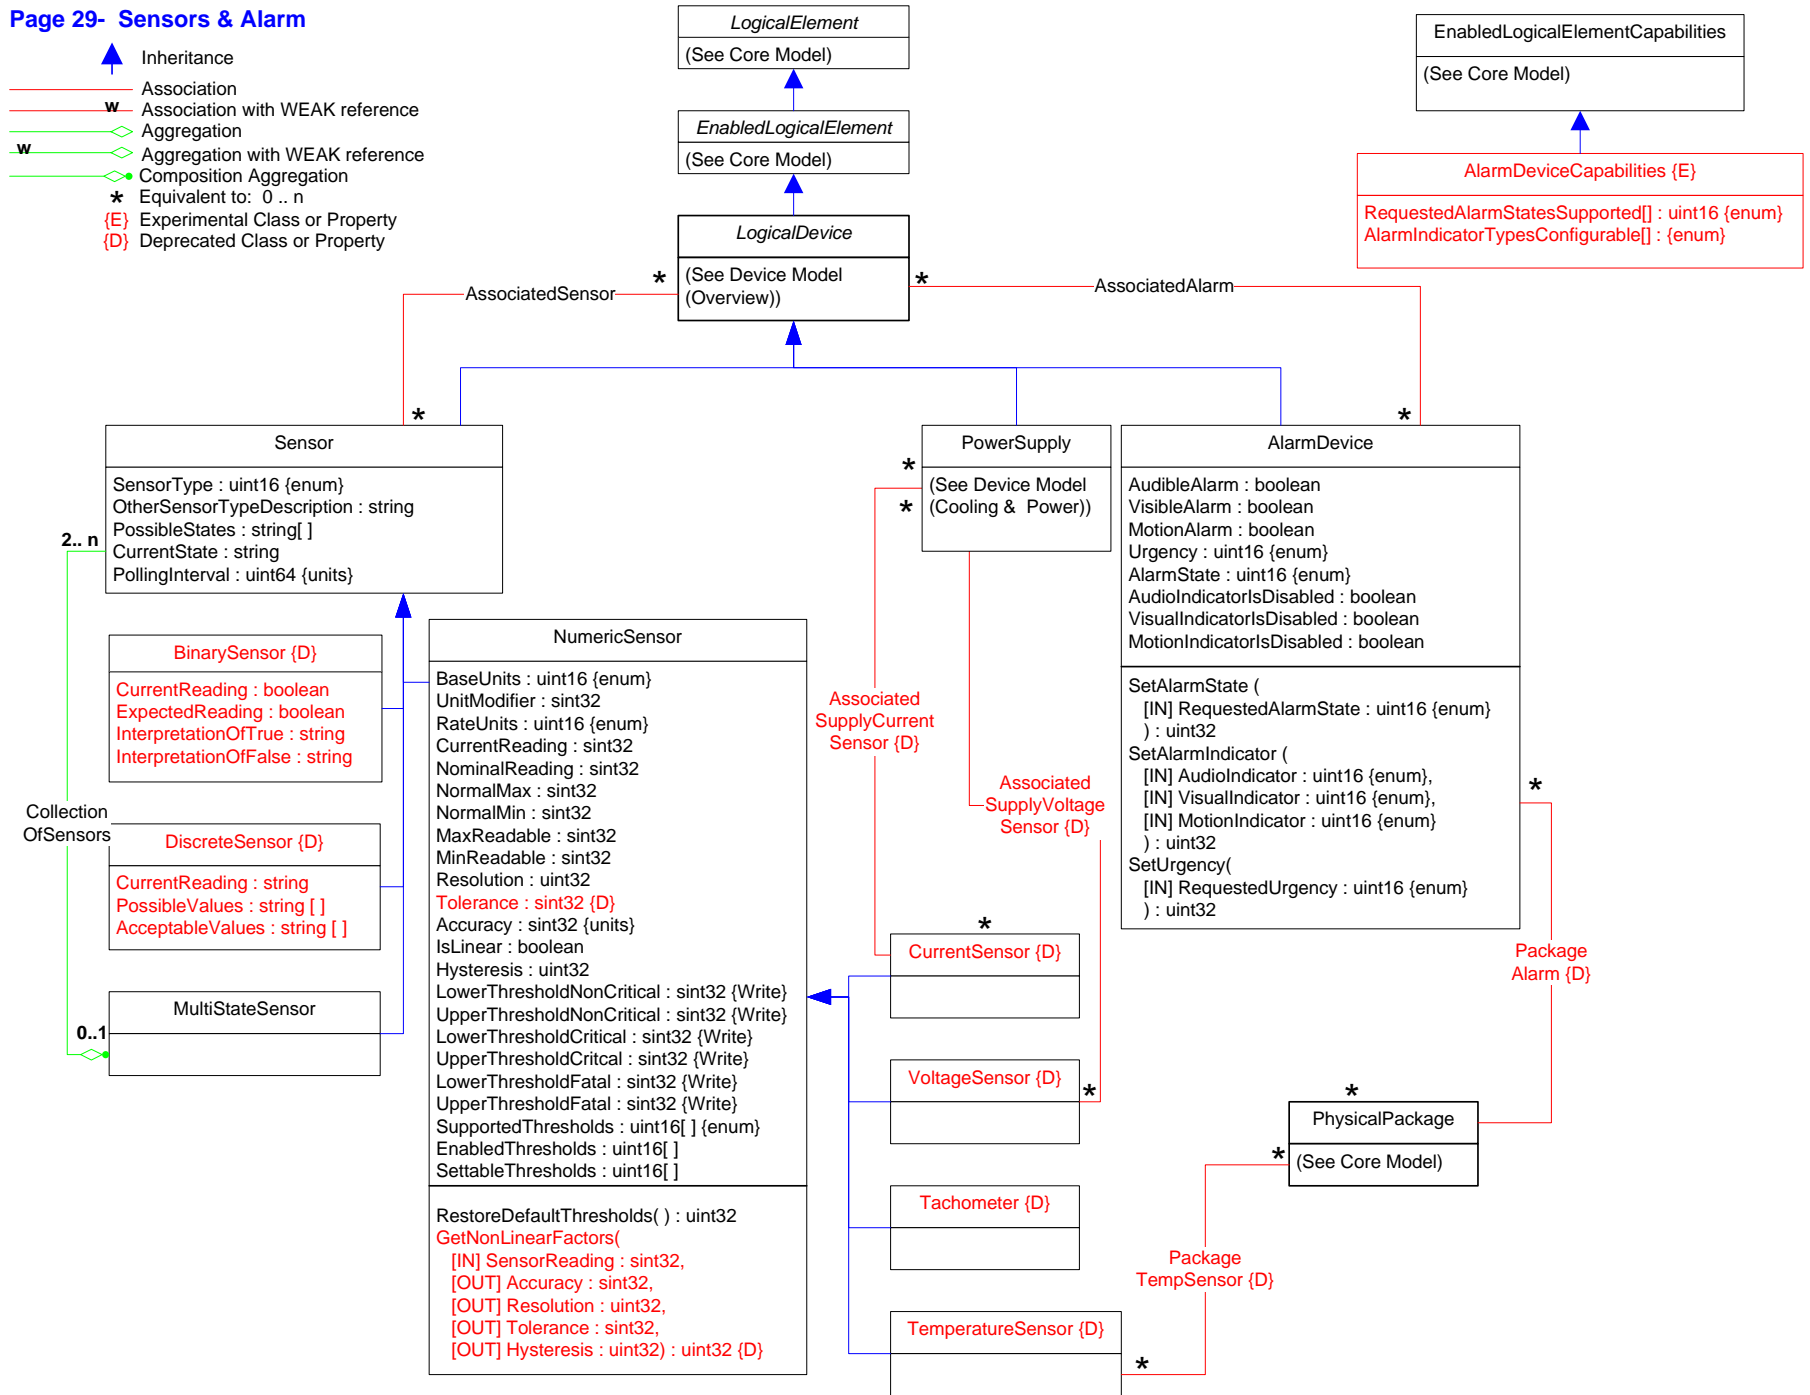 Page 29-  Sensors & Alarm
Inheritance
Association
w
Association with WEAK reference
Aggregation
w
Aggregation with WEAK reference
Composition Aggregation
* Equivalent to:  0 .. n
{E} Experimental Class or Property
{D} Deprecated Class or Property
LogicalElement
(See Core Model)
EnabledLogicalElement
(See Core Model)
LogicalDevice
(See Device Model
(Overview))
EnabledLogicalElementCapabilities
(See Core Model)
AlarmDeviceCapabilities {E}
RequestedAlarmStatesSupported[] : uint16 {enum}
AlarmIndicatorTypesConfigurable[] : {enum}
*
AssociatedSensor
*
*
AssociatedAlarm
*
Sensor
SensorType : uint16 {enum}
OtherSensorTypeDescription : string
PossibleStates : string[ ]
CurrentState : string
PollingInterval : uint64 {units}
2.. n
Collection
OfSensors
0..1
BinarySensor {D}
CurrentReading : boolean
ExpectedReading : boolean
InterpretationOfTrue : string
InterpretationOfFalse : string
DiscreteSensor {D}
CurrentReading : string
PossibleValues : string [ ]
AcceptableValues : string [ ]
MultiStateSensor
NumericSensor
BaseUnits : uint16 {enum}
UnitModifier : sint32
RateUnits : uint16 {enum}
CurrentReading : sint32
NominalReading : sint32
NormalMax : sint32
NormalMin : sint32
MaxReadable : sint32
MinReadable : sint32
Resolution : uint32
Tolerance : sint32 {D}
Accuracy : sint32 {units}
IsLinear : boolean
Hysteresis : uint32
LowerThresholdNonCritical : sint32 {Write}
UpperThresholdNonCritical : sint32 {Write}
LowerThresholdCritical : sint32 {Write}
UpperThresholdCritcal : sint32 {Write}
LowerThresholdFatal : sint32 {Write}
UpperThresholdFatal : sint32 {Write}
SupportedThresholds : uint16[ ] {enum}
EnabledThresholds : uint16[ ]
SettableThresholds : uint16[ ]
RestoreDefaultThresholds( ) : uint32
GetNonLinearFactors(
[IN] SensorReading : sint32,
[OUT] Accuracy : sint32,
[OUT] Resolution : uint32,
[OUT] Tolerance : sint32,
[OUT] Hysteresis : uint32) : uint32 {D}
PowerSupply
(See Device Model
(Cooling &  Power))
*
*
Associated
SupplyCurrent
Sensor {D}
Associated
SupplyVoltage
Sensor {D}
*
CurrentSensor {D}
VoltageSensor {D}
*
Tachometer {D}
TemperatureSensor {D}
*
AlarmDevice
AudibleAlarm : boolean
VisibleAlarm : boolean
MotionAlarm : boolean
Urgency : uint16 {enum}
AlarmState : uint16 {enum}
AudioIndicatorIsDisabled : boolean
VisualIndicatorIsDisabled : boolean
MotionIndicatorIsDisabled : boolean
SetAlarmState (
[IN] RequestedAlarmState : uint16 {enum}
) : uint32
SetAlarmIndicator (
[IN] AudioIndicator : uint16 {enum},
[IN] VisualIndicator : uint16 {enum},
[IN] MotionIndicator : uint16 {enum}
) : uint32
SetUrgency(
[IN] RequestedUrgency : uint16 {enum}
) : uint32
*
Package
Alarm {D}
*
PhysicalPackage
(See Core Model)
*
Package
TempSensor {D}